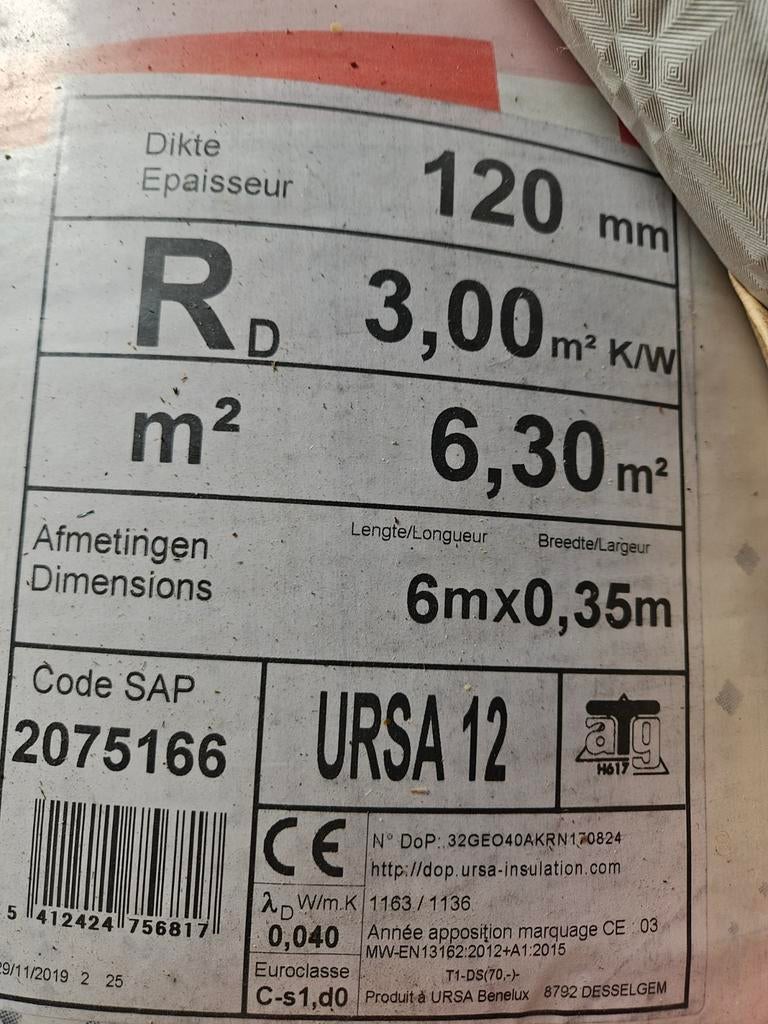 Dikte
Epaisseur
120 mm
RD 3,00 m² K/W
m² 6,30 m²
Afmetingen
Dimensions
Lengte/Longueur Breedte/Largeur
6mx0,35m
Code SAP
2075166
URSA 12
atg
H617
CE
N° DoP: 32GEO40AKRN170824
http://dop.ursa-insulation.com
λD W/m.K
0,040
1163 / 1136
Année apposition marquage CE : 03
MW-EN13162:2012+A1:2015
T1-DS(70,-)-
Euroclasse
C-s1,d0
Produit à URSA Benelux 8792 DESSELGEM
5 412424 756817
29/11/2019 2 25